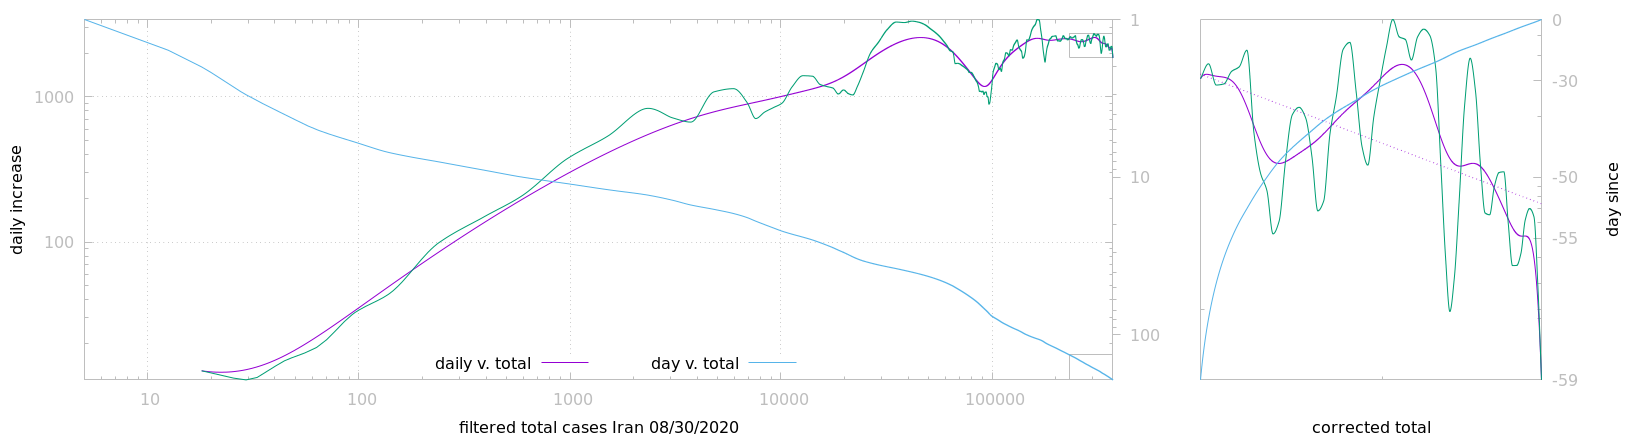 daily increase
1000
100
10
100
1000
10000
100000
daily v. total
day v. total
filtered total cases Iran 08/30/2020
1
10
100
0
-30
-50
-55
-59
day since
corrected total